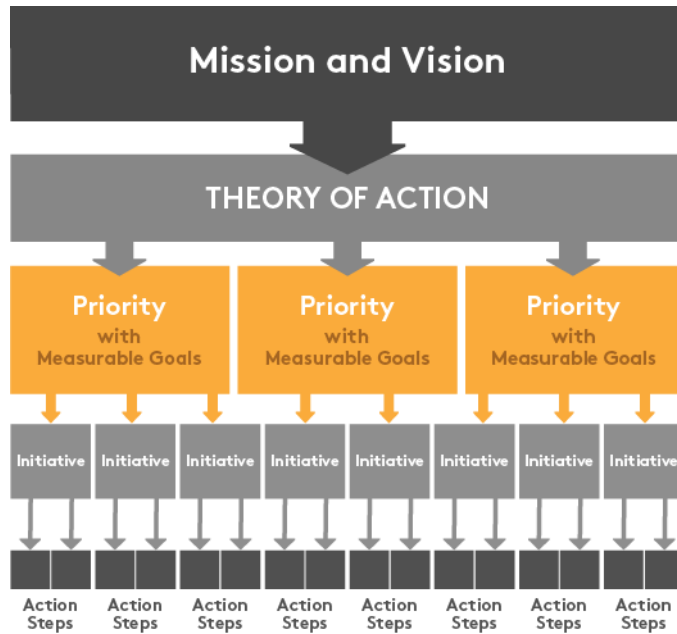 Mission and Vision
THEORY OF ACTION
Priority
with
Measurable Goals
Priority
with
Measurable Goals
Priority
with
Measurable Goals
Initiative
Initiative
Initiative
Initiative
Initiative
Initiative
Initiative
Initiative
Action
Steps
Action
Steps
Action
Steps
Action
Steps
Action
Steps
Action
Steps
Action
Steps
Action
Steps